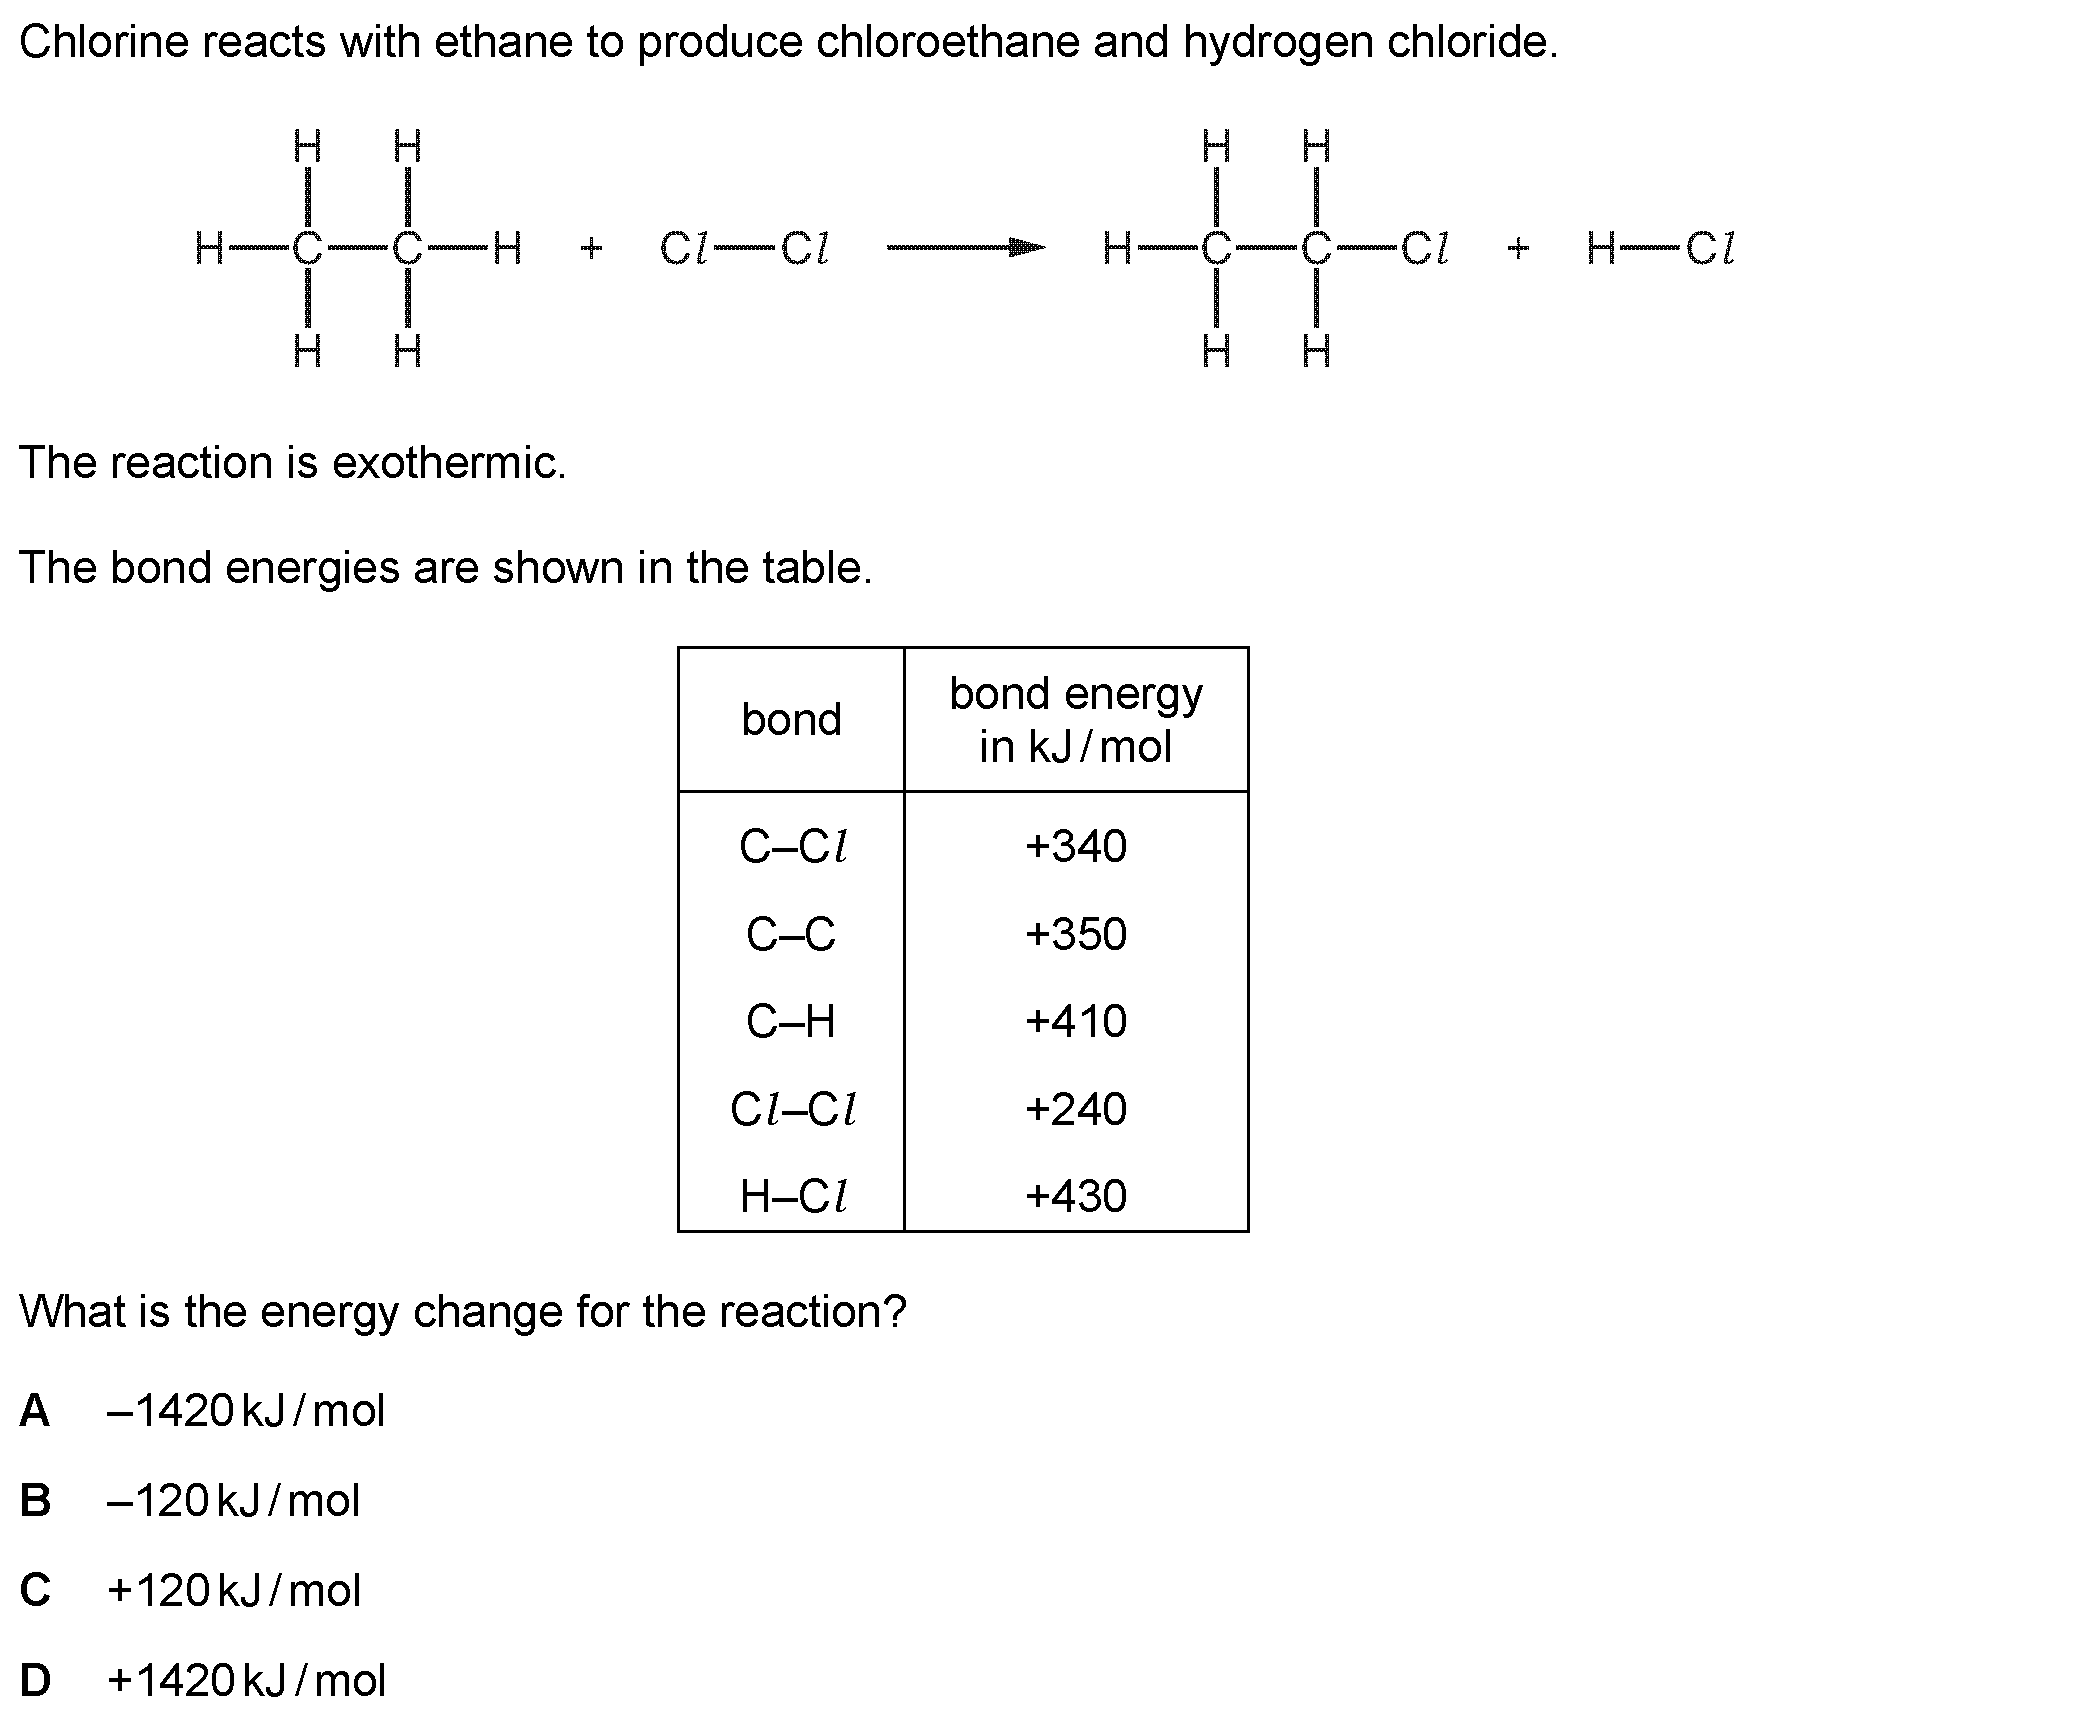 Chlorine reacts with ethane to produce chloroethane and hydrogen chloride.
H H H H
H C C H + Cl Cl H C C Cl + H Cl
H H H H
The reaction is exothermic.
The bond energies are shown in the table.
bond bond energy
in kJ/mol
C–Cl +340
C–C +350
C–H +410
Cl–Cl +240
H–Cl +430
What is the energy change for the reaction?
A –1420 kJ/mol
B –120 kJ/mol
C +120 kJ/mol
D +1420 kJ/mol